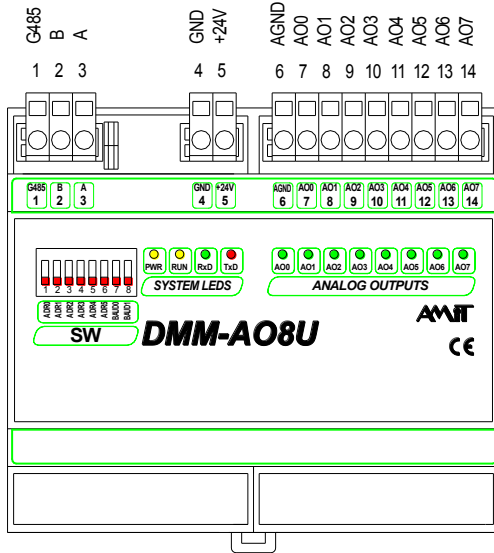 G485 B A GND +24V AGND AO0 AO1 AO2 AO3 AO4 AO5 AO6 AO7
1 2 3 4 5 6 7 8 9 10 11 12 13 14
G485 B A GND +24V AGND AO0 AO1 AO2 AO3 AO4 AO5 AO6 AO7
1 2 3 4 5 6 7 8 9 10 11 12 13 14
PWR RUN RxD TxD AO0 AO1 AO2 AO3 AO4 AO5 AO6 AO7
SYSTEM LEDS ANALOG OUTPUTS
1 2 3 4 5 6 7 8
ADR0 ADR1 ADR2 ADR3 ADR4 ADR5 BAUD0 BAUD1
SW
DMM-AO8U
AMiT
CE